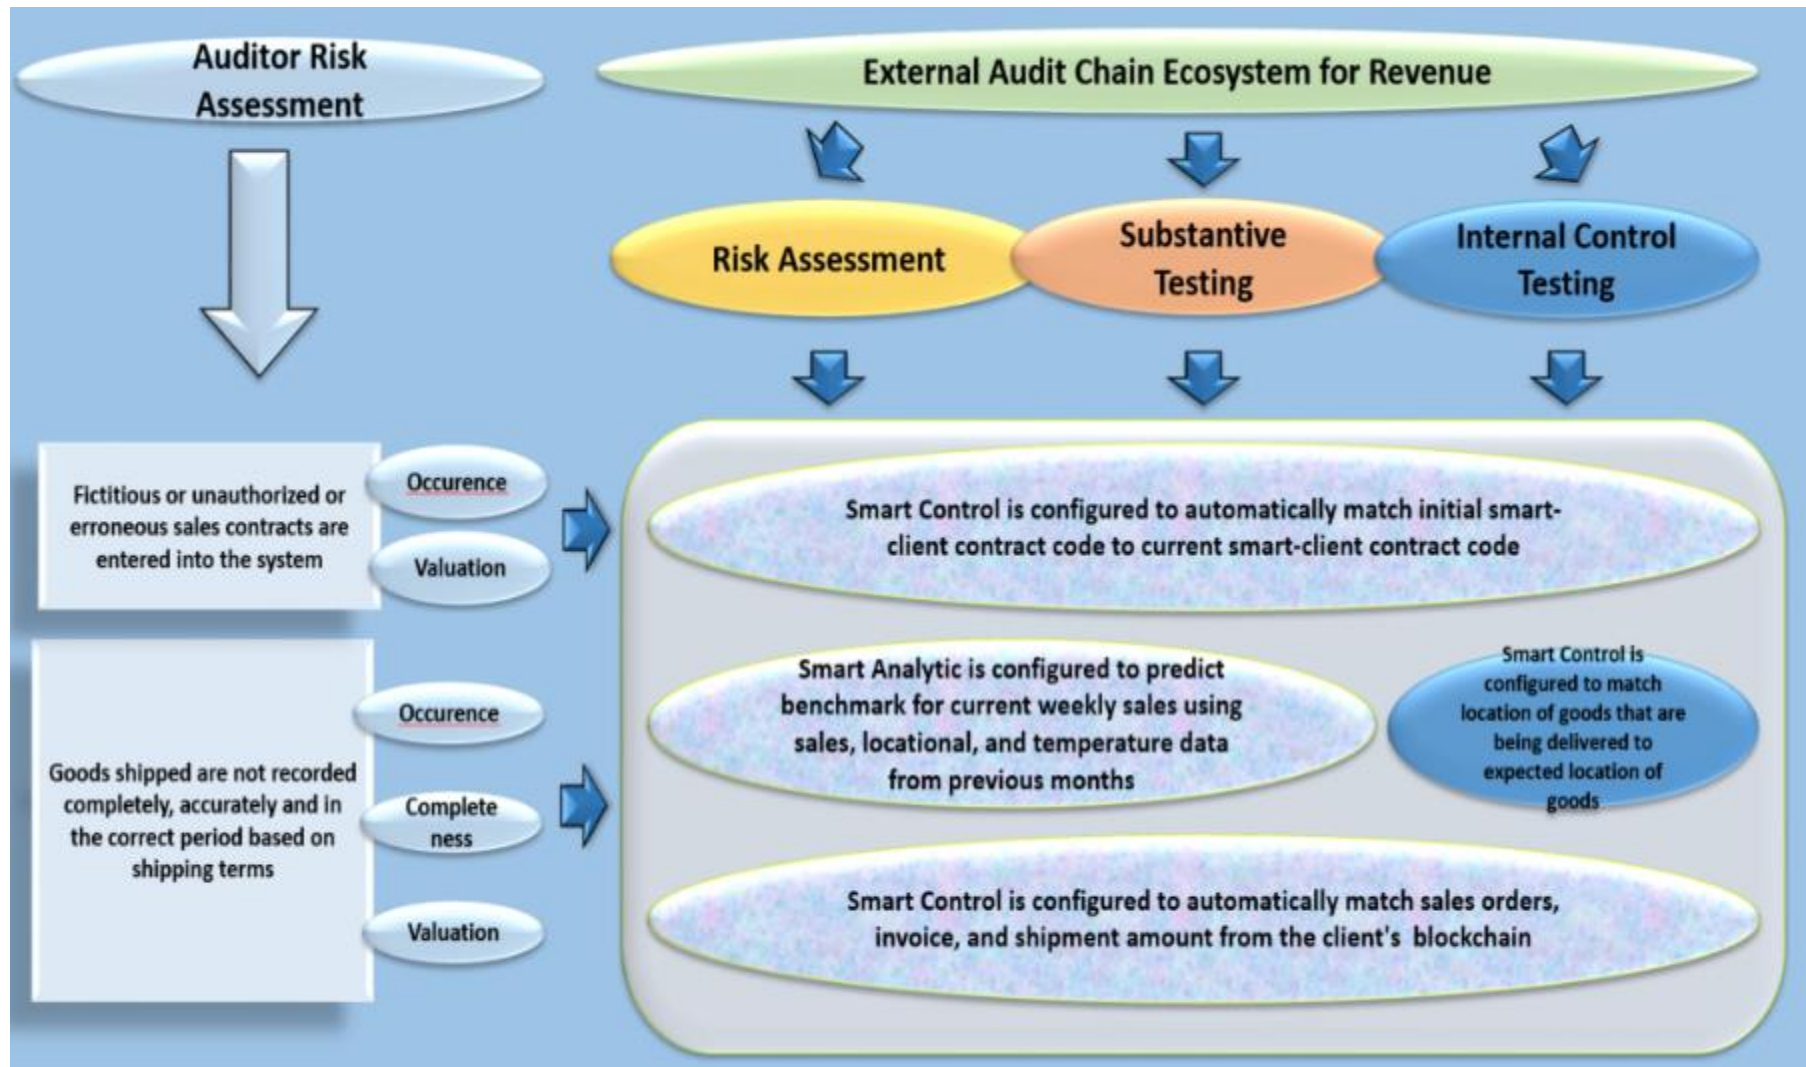 Auditor Risk
Assessment
External Audit Chain Ecosystem for Revenue
Risk Assessment
Substantive
Testing
Internal Control
Testing
Fictitious or unauthorized or
erroneous sales contracts are
entered into the system
Occurence
Valuation
Smart Control is configured to automatically match initial smart-
client contract code to current smart-client contract code
Goods shipped are not recorded
completely, accurately and in
the correct period based on
shipping terms
Occurence
Complete
ness
Valuation
Smart Analytic is configured to predict
benchmark for current weekly sales using
sales, locational, and temperature data
from previous months
Smart Control is
configured to match
location of goods that are
being delivered to
expected location of
goods
Smart Control is configured to automatically match sales orders,
invoice, and shipment amount from the client's blockchain